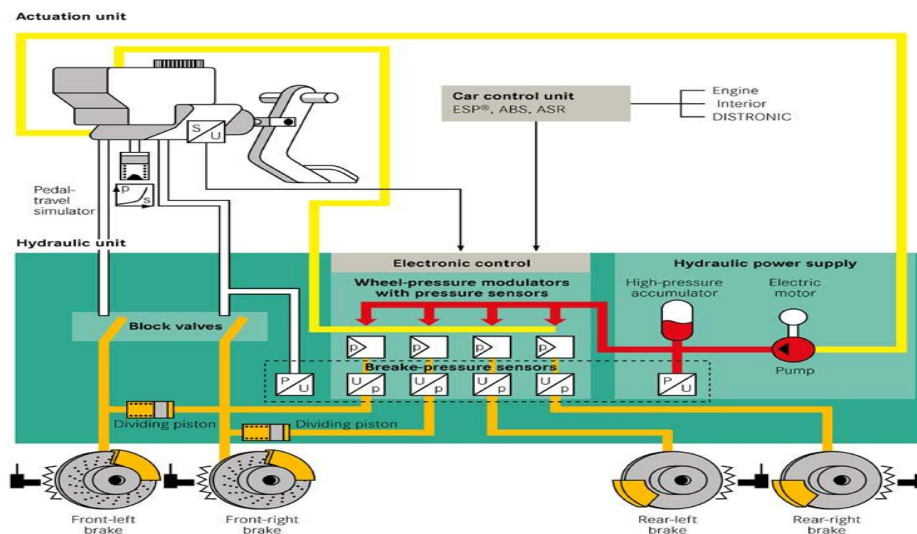 Actuation unit
Car control unit
ESP®, ABS, ASR
Engine
Interior
DISTRONIC
S
U
Pedal-
travel
simulator
p
s
Hydraulic unit
Electronic control
Wheel-pressure modulators
with pressure sensors
Hydraulic power supply
High-pressure
accumulator
Electric
motor
Block valves
p
p
p
p
Pump
Breake-pressure sensors
P
U
U
p
U
p
U
p
U
p
P
U
Dividing piston
Dividing piston
Front-left
brake
Front-right
brake
Rear-left
brake
Rear-right
brake